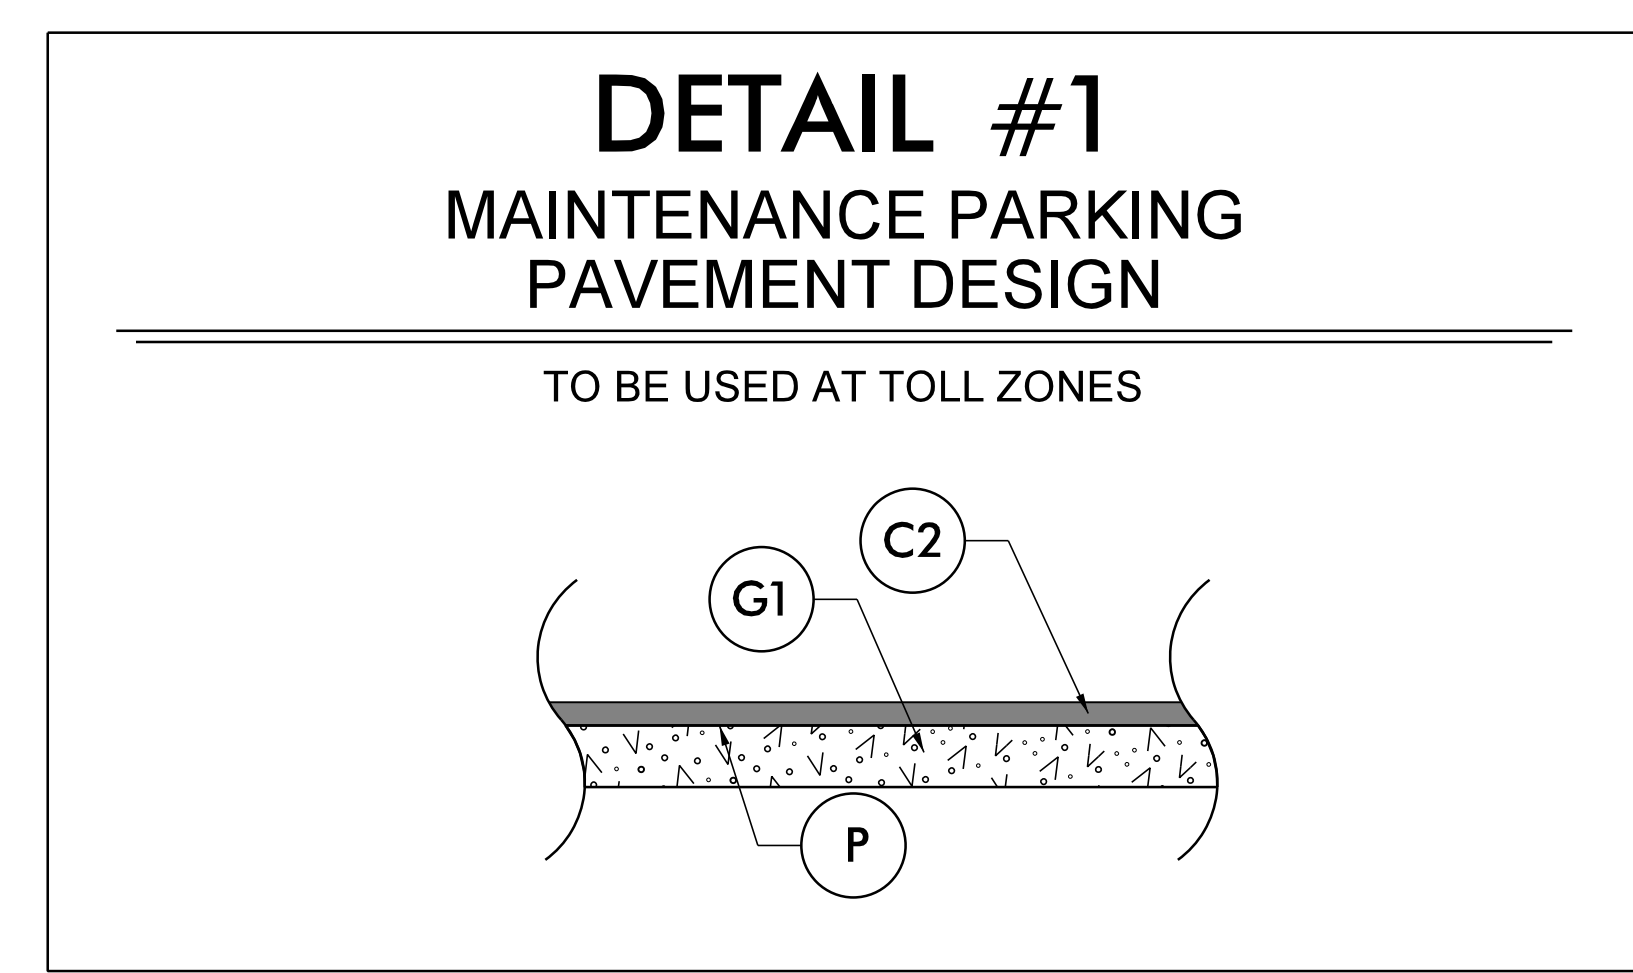 DETAIL #1
MAINTENANCE PARKING
PAVEMENT DESIGN
TO BE USED AT TOLL ZONES
C2
G1
P